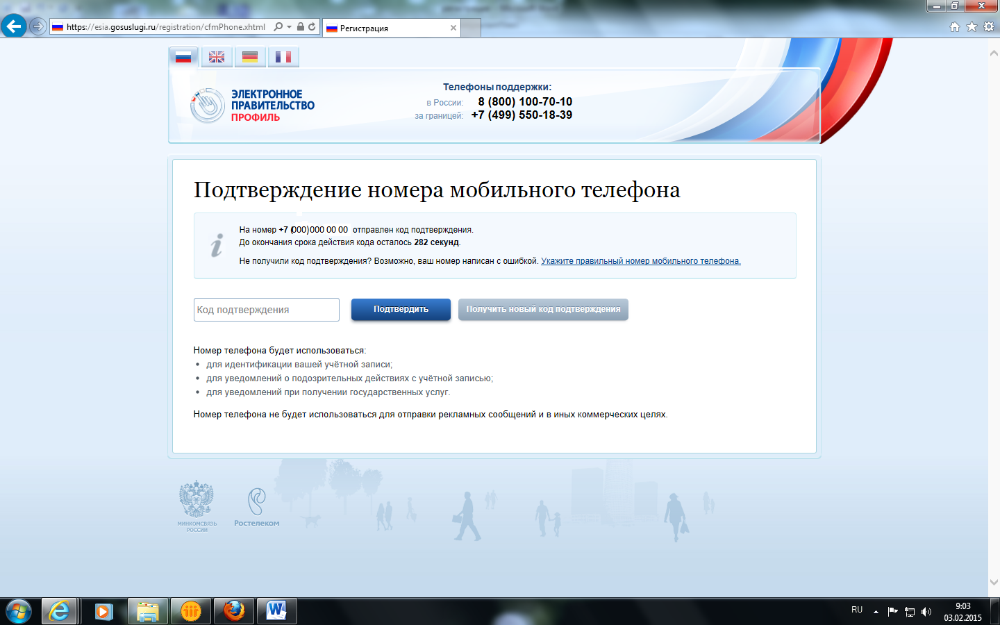 https://esia.gosuslugi.ru/registration/cfmPhone.xhtml
Регистрация
ЭЛЕКТРОННОЕ
ПРАВИТЕЛЬСТВО
ПРОФИЛЬ
Телефоны поддержки:
в России: 8 (800) 100-70-10
за границей: +7 (499) 550-18-39
Подтверждение номера мобильного телефона
На номер +7 (000)000 00 00 отправлен код подтверждения.
До окончания срока действия кода осталось 282 секунд.
Не получили код подтверждения? Возможно, ваш номер написан с ошибкой. Укажите правильный номер мобильного телефона.
Код подтверждения
Подтвердить
Получить новый код подтверждения
Номер телефона будет использоваться:
• для идентификации вашей учётной записи;
• для уведомлений о подозрительных действиях с учётной записью;
• для уведомлений при получении государственных услуг.
Номер телефона не будет использоваться для отправки рекламных сообщений и в иных коммерческих целях.
МИНКОМСВЯЗЬ
РОССИИ
Ростелеком
RU
9:03
03.02.2015